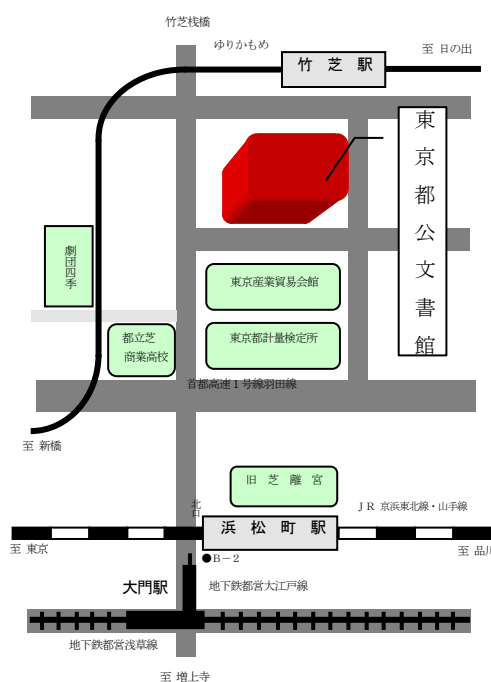 竹芝桟橋
ゆりかもめ
至 日の出
竹 芝 駅
東京都公文書館
劇団四季
東京産業貿易会館
都立芝
商業高校
東京都計量検定所
首都高速1号線羽田線
至 新橋
旧 芝 離 宮
北口
JR 京浜東北線・山手線
浜 松 町 駅
至 東京
●B－2
至 品川
大門駅
地下鉄都営大江戸線
地下鉄都営浅草線
至 増上寺